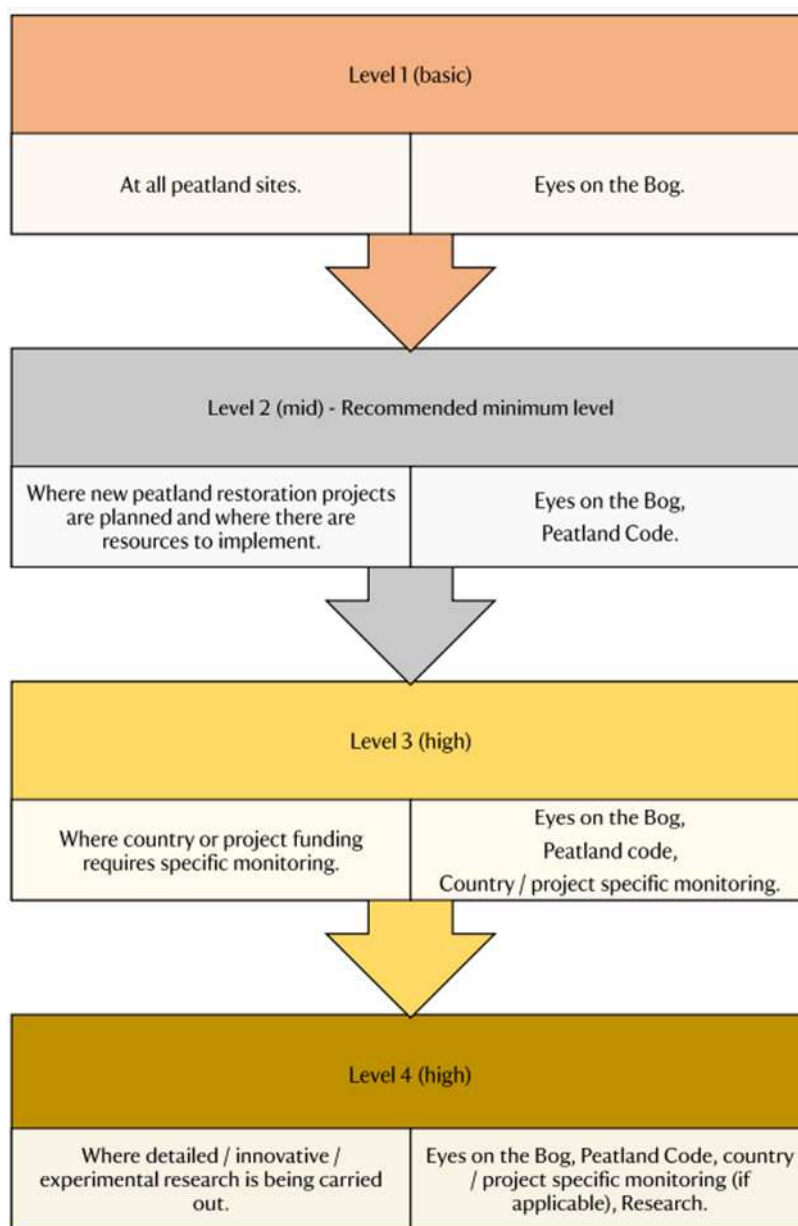 Level 1 (basic)
At all peatland sites.
Eyes on the Bog.
Level 2 (mid) - Recommended minimum level
Where new peatland restoration projects
are planned and where there are
resources to implement.
Eyes on the Bog,
Peatland Code.
Level 3 (high)
Where country or project funding
requires specific monitoring.
Eyes on the Bog,
Peatland code,
Country / project specific monitoring.
Level 4 (high)
Where detailed / innovative /
experimental research is being carried
out.
Eyes on the Bog, Peatland Code, country
/ project specific monitoring (if
applicable), Research.